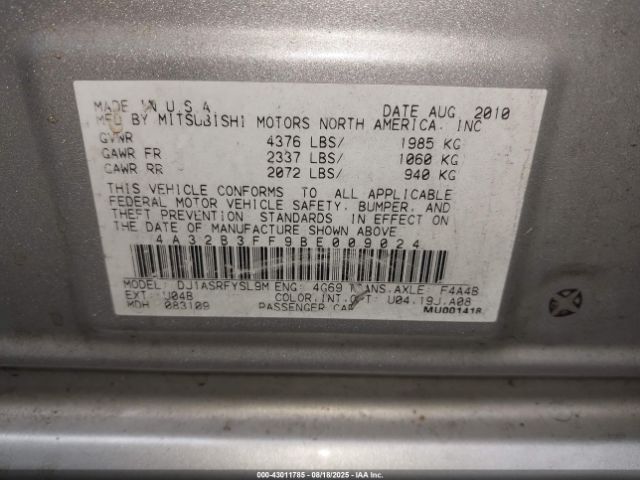 MADE IN U.S.A DATE AUG 2010
MFD BY MITSUBISHI MOTORS NORTH AMERICA. INC
GVWR 4376 LBS/ 1985 KG
GAWR FR 2337 LBS/ 1060 KG
GAWR RR 2072 LBS/ 940 KG
THIS VEHICLE CONFORMS TO ALL APPLICABLE
FEDERAL MOTOR VEHICLE SAFETY, BUMPER, AND
THEFT PREVENTION STANDARDS IN EFFECT ON
THE DATE OF MANUFACTURE SHOWN ABOVE
4A32B3FF9BE009024
MODEL: DJ1ASRFYSL9M ENG: 4G69 TRANS.AXLE: F4A4B
EXT: U04B COLOR.INT. : U04.19J.A08
MDH : 083109 PASSENGER CAR MU001418
000-43011785 - 08/18/2025 - IAA Inc.